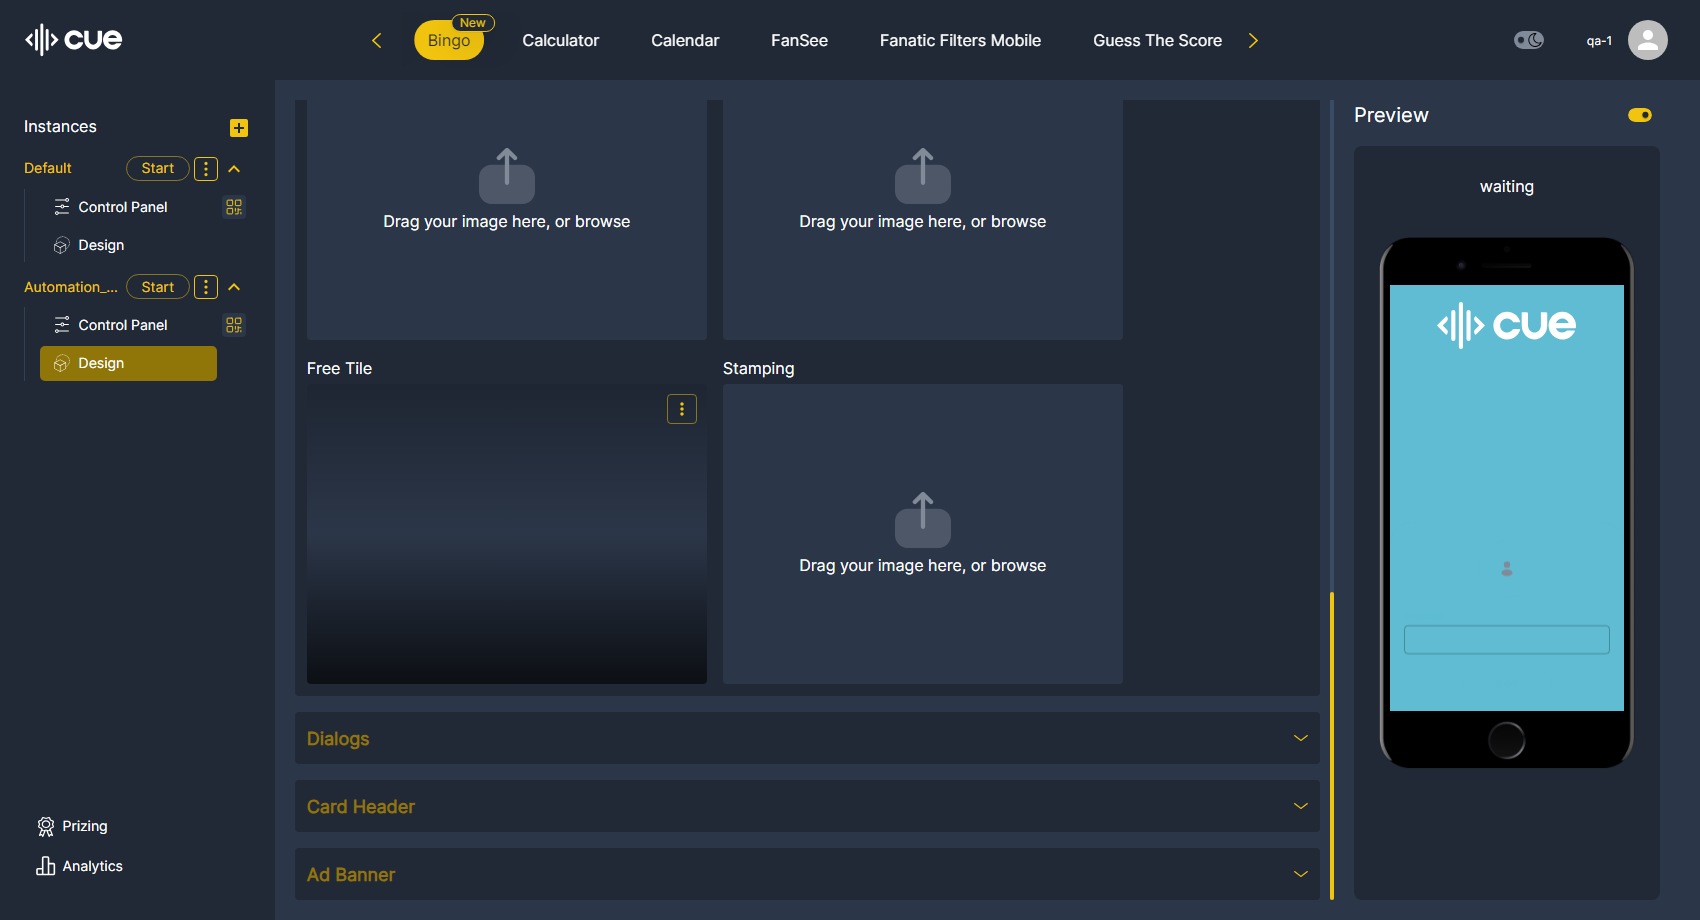 cue
Bingo
New
Calculator
Calendar
FanSee
Fanatic Filters Mobile
Guess The Score
qa-1
Instances
Default
Start
Control Panel
Design
Automation_...
Start
Control Panel
Design
Prizing
Analytics
Drag your image here, or browse
Drag your image here, or browse
Free Tile
Stamping
Drag your image here, or browse
Dialogs
Card Header
Ad Banner
Preview
waiting
cue